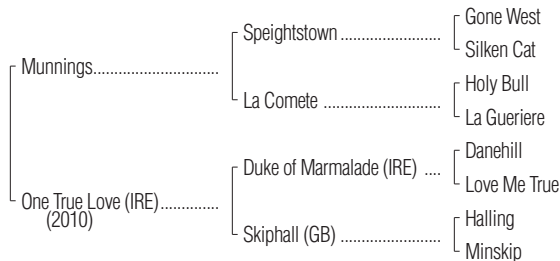 Gone West
Speightstown
Silken Cat
Munnings
Holy Bull
La Comete
La Gueriere
Danehill
Duke of Marmalade (IRE)
Love Me True
One True Love (IRE)
(2010)
Halling
Skiphall (GB)
Minskip